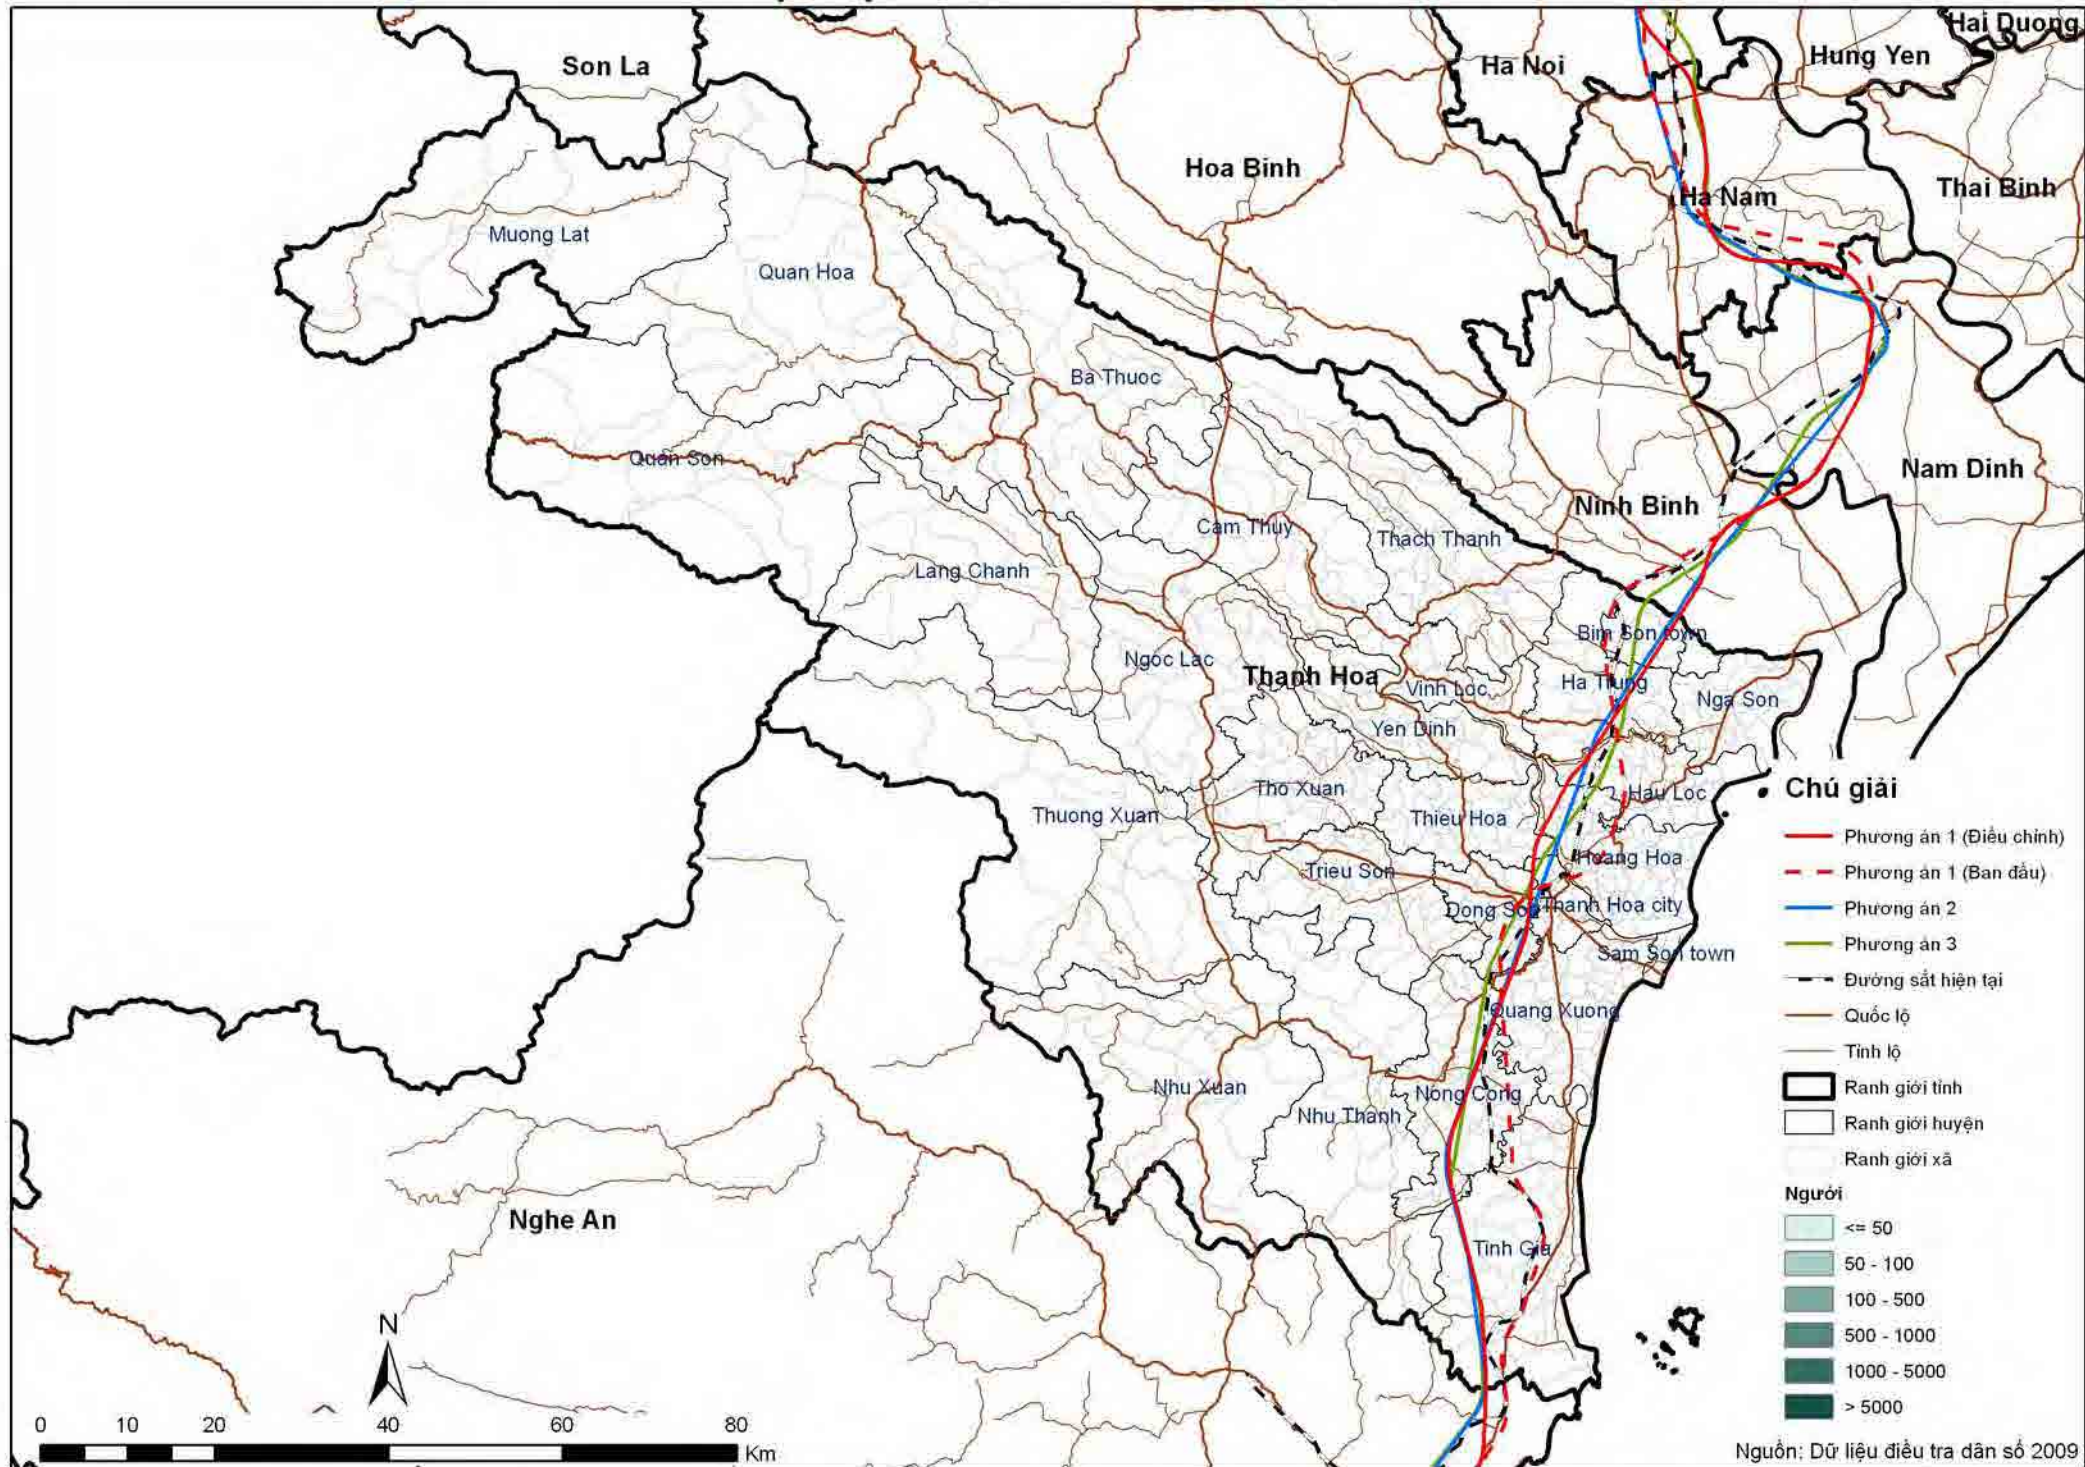 Hai Duong
Son La
Ha Noi
Hung Yen
Hoa Binh
Thai Binh
Ha Nam
Muong Lat
Quan Hoa
Ba Thuoc
Quan Son
Nam Dinh
Ninh Binh
Cam Thuy
Thach Thanh
Lang Chanh
Bim Son town
Ngoc Lac
Thanh Hoa
Vinh Loc
Ha Trung
Nga Son
Yen Dinh
Tho Xuan
Hau Loc
Thuong Xuan
Thieu Hoa
Hoang Hoa
Trieu Son
Dong Son
Thanh Hoa city
Sam Son town
Quang Xuong
Nhu Xuan
Nong Cong
Nhu Thanh
Nghe An
Tinh Gia
Chú giải
Phương án 1 (Điều chỉnh)
Phương án 1 (Ban đầu)
Phương án 2
Phương án 3
Đường sắt hiện tại
Quốc lộ
Tỉnh lộ
Ranh giới tỉnh
Ranh giới huyện
Ranh giới xã
Người
<= 50
50 - 100
100 - 500
500 - 1000
1000 - 5000
> 5000
N
0 10 20 40 60 80
Km
Nguồn: Dữ liệu điều tra dân số 2009